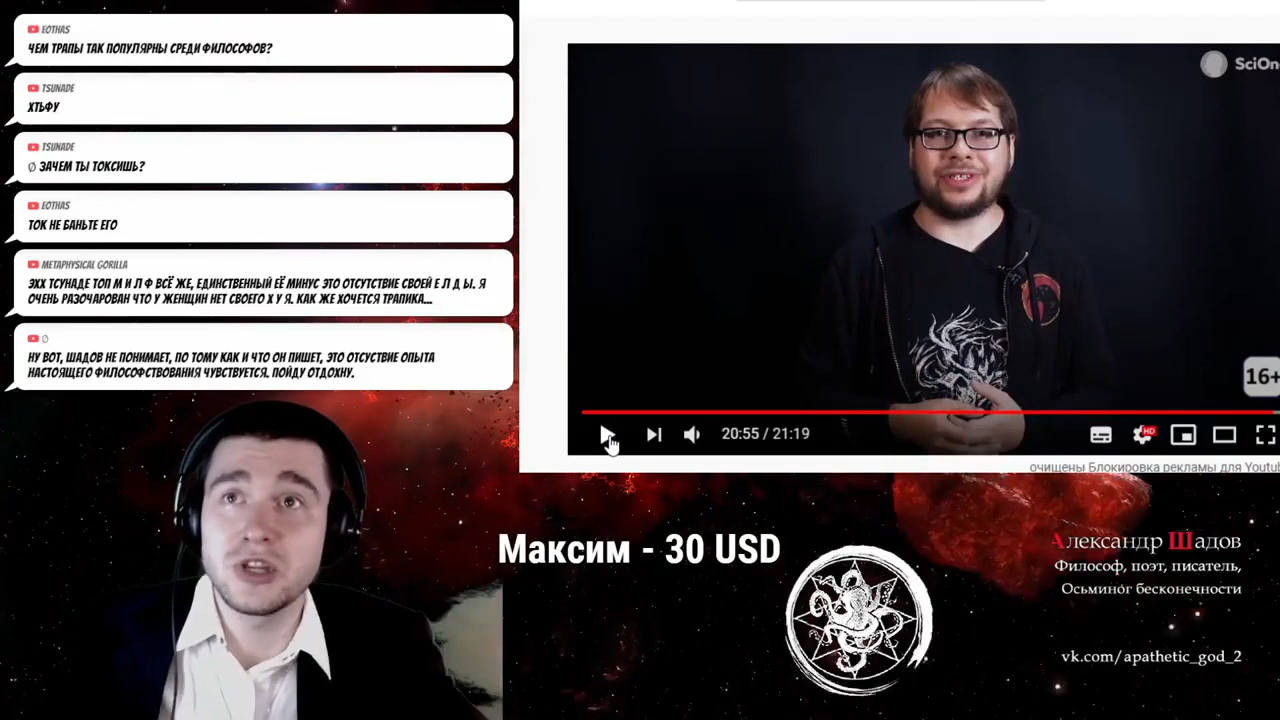 EOTHAS
ЧЕМ ТРАПЫ ТАК ПОПУЛЯРНЫ СРЕДИ ФИЛОСОФОВ?
TSUNADE
ХТЬФУ
TSUNADE
Ø ЗАЧЕМ ТЫ ТОКСИШЬ?
EOTHAS
ТОК НЕ БАНЬТЕ ЕГО
METAPHYSICAL GORILLA
ЭХХ ТСУНАДЕ ТОП М И Л Ф ВСЁ ЖЕ, ЕДИНСТВЕННЫЙ ЕЁ МИНУС ЭТО ОТСУТСТВИЕ СВОЕЙ Е Л Д Ы. Я
ОЧЕНЬ РАЗОЧАРОВАН ЧТО У ЖЕНЩИН НЕТ СВОЕГО Х У Я. КАК ЖЕ ХОЧЕТСЯ ТРАПИКА...
Ø
НУ ВОТ, ШАДОВ НЕ ПОНИМАЕТ, ПО ТОМУ КАК И ЧТО ОН ПИШЕТ, ЭТО ОТСУСТВИЕ ОПЫТА
НАСТОЯЩЕГО ФИЛОСОФСТВОВАНИЯ ЧУВСТВУЕТСЯ. ПОЙДУ ОТДОХНУ.
SciOn
16+
20:55 / 21:19
HD
очищены Блокировка рекламы для Youtub
Максим - 30 USD
Александр Шадов
Философ, поэт, писатель,
Осьминóг бесконечности
vk.com/apathetic_god_2